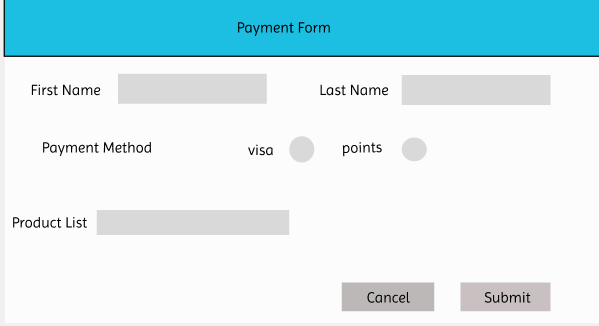 Payment Form
First Name
Last Name
Payment Method
visa
points
Product List
Cancel
Submit